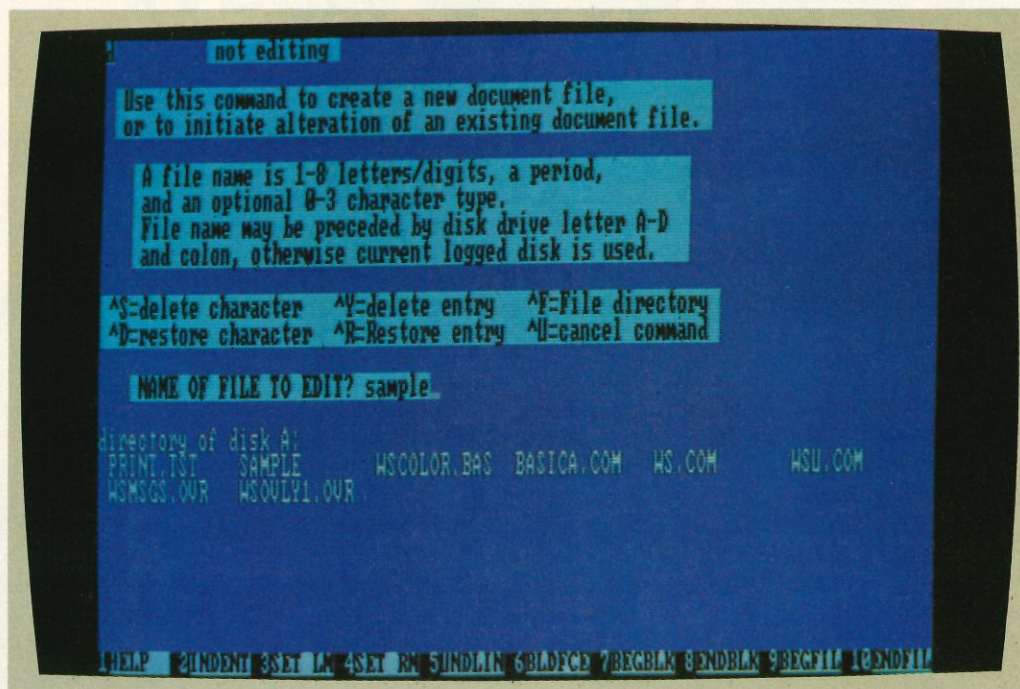 d not editing
Use this command to create a new document file,
or to initiate alteration of an existing document file.
A file name is 1-8 letters/digits, a period,
and an optional 0-3 character type.
File name may be preceded by disk drive letter A-D
and colon, otherwise current logged disk is used.
^S=delete character ^Y=delete entry ^F=File directory
^D=restore character ^R=Restore entry ^U=cancel command
NAME OF FILE TO EDIT? sample
directory of disk A:
PRINT.TST SAMPLE WSCOLOR.BAS BASICA.COM WS.COM WSU.COM
WSMSGS.OVR WSOVLY1.OVR
1HELP 2INDENT 3SET LM 4SET RM 5UNDLIN 6BLDFCE 7BEGBLK 8ENDBLK 9BEGFIL 10ENDFIL